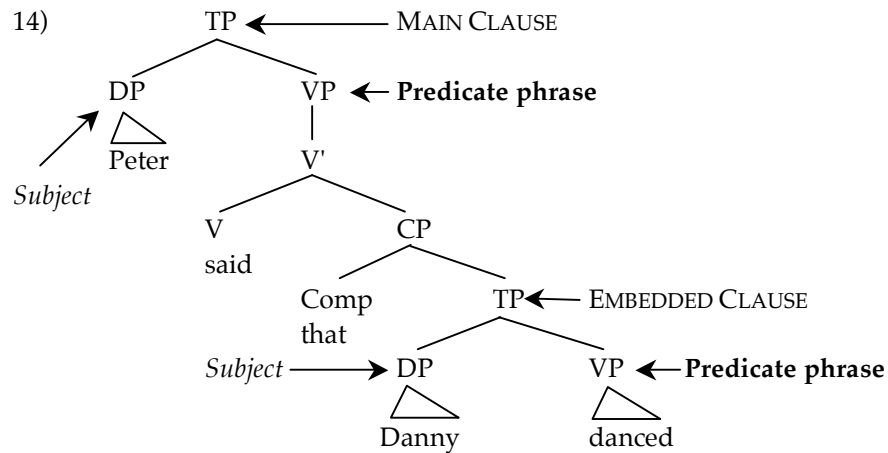 14) TP MAIN CLAUSE
DP VP Predicate phrase
Peter
V'
Subject
V CP
said
Comp TP EMBEDDED CLAUSE
that
Subject DP VP Predicate phrase
Danny danced